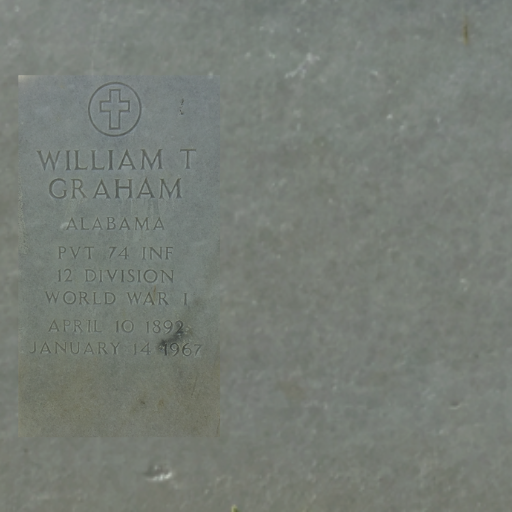 WILLIAM T
GRAHAM
ALABAMA
PVT 74 INF
12 DIVISION
WORLD WAR I
APRIL 10 1892
JANUARY 14 1967